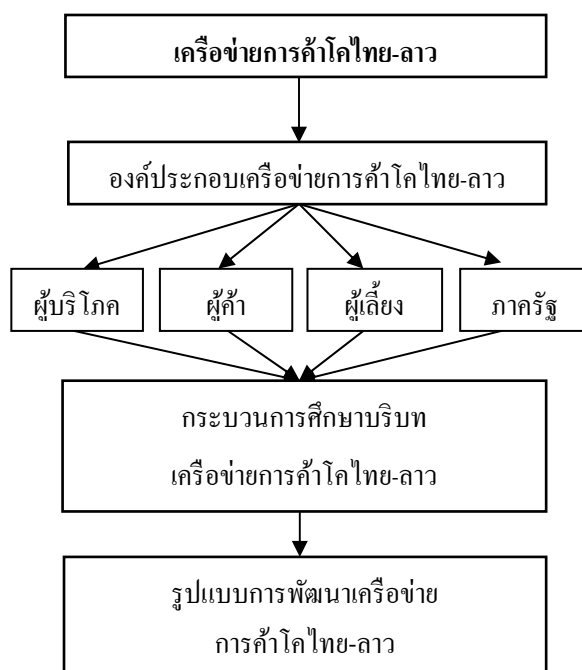 เครือข่ายการค้าโคไทย-ลาว
องค์ประกอบเครือข่ายการค้าโคไทย-ลาว
ผู้บริโภค ผู้ค้า ผู้เลี้ยง ภาครัฐ
กระบวนการศึกษาบริบท
เครือข่ายการค้าโคไทย-ลาว
รูปแบบการพัฒนาเครือข่าย
การค้าโคไทย-ลาว